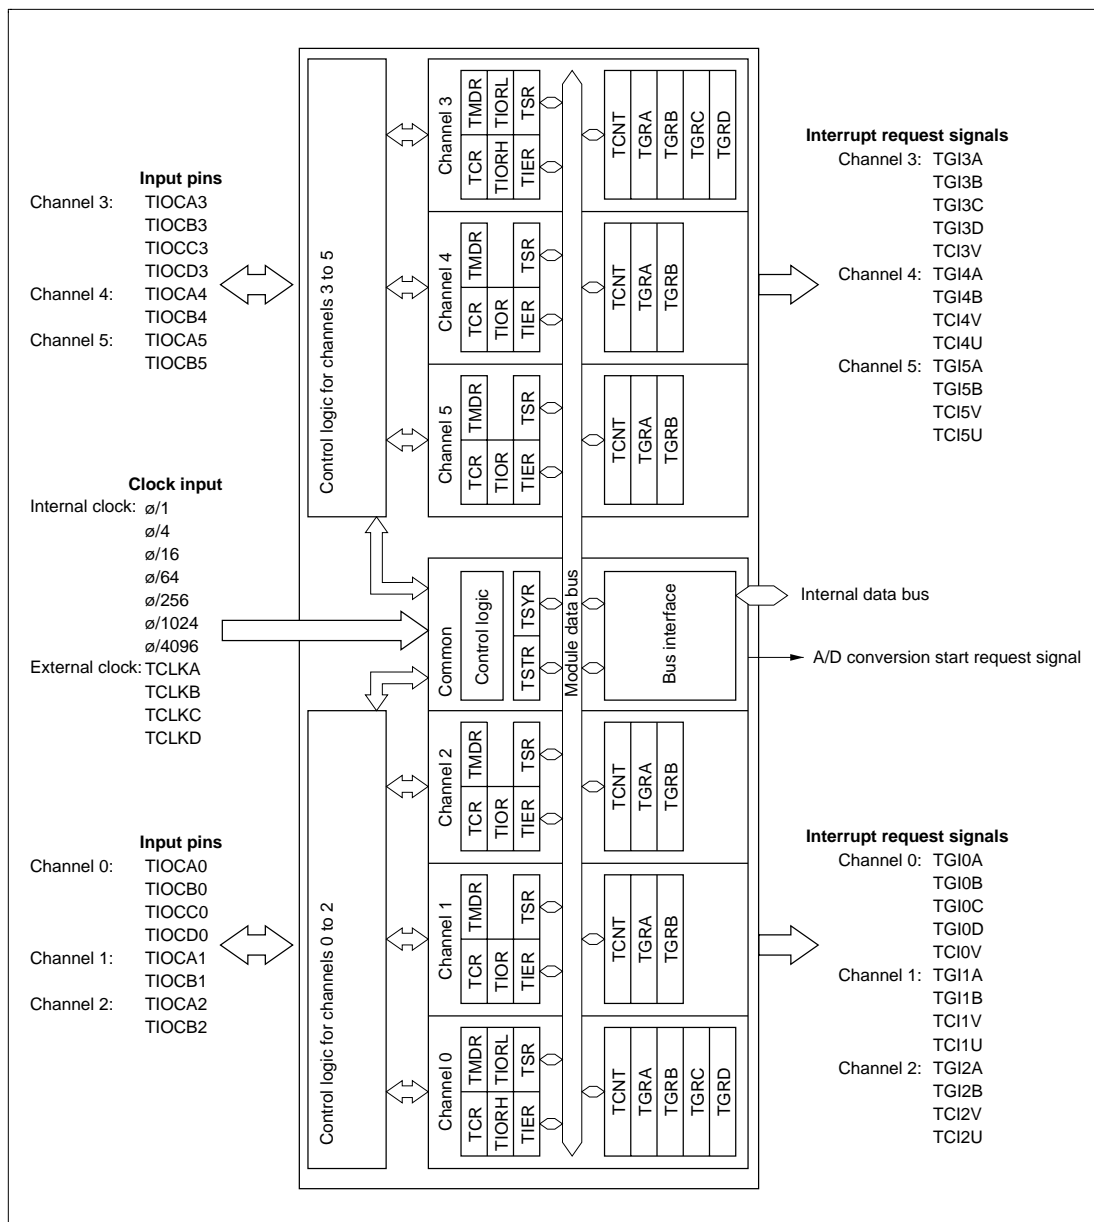 Input pins
Channel 3: TIOCA3
TIOCB3
TIOCC3
TIOCD3
Channel 4: TIOCA4
TIOCB4
Channel 5: TIOCA5
TIOCB5
Clock input
Internal clock: ø/1
ø/4
ø/16
ø/64
ø/256
ø/1024
ø/4096
External clock: TCLKA
TCLKB
TCLKC
TCLKD
Input pins
Channel 0: TIOCA0
TIOCB0
TIOCC0
TIOCD0
Channel 1: TIOCA1
TIOCB1
Channel 2: TIOCA2
TIOCB2
Control logic for channels 3 to 5
Control logic for channels 0 to 2
Channel 3
TCR TMDR
TIORH TIORL
TIER TSR
TCNT
TGRA
TGRB
TGRC
TGRD
Channel 4
TCR TMDR
TIOR
TIER TSR
TCNT
TGRA
TGRB
Channel 5
TCR TMDR
TIOR
TIER TSR
TCNT
TGRA
TGRB
Common
Control logic
TSTR TSYR
Module data bus
Bus interface
Channel 2
TCR TMDR
TIOR
TIER TSR
TCNT
TGRA
TGRB
Channel 1
TCR TMDR
TIOR
TIER TSR
TCNT
TGRA
TGRB
Channel 0
TCR TMDR
TIORH TIORL
TIER TSR
TCNT
TGRA
TGRB
TGRC
TGRD
Interrupt request signals
Channel 3: TGI3A
TGI3B
TGI3C
TGI3D
TCI3V
Channel 4: TGI4A
TGI4B
TCI4V
TCI4U
Channel 5: TGI5A
TGI5B
TCI5V
TCI5U
Internal data bus
A/D conversion start request signal
Interrupt request signals
Channel 0: TGI0A
TGI0B
TGI0C
TGI0D
TCI0V
Channel 1: TGI1A
TGI1B
TCI1V
TCI1U
Channel 2: TGI2A
TGI2B
TCI2V
TCI2U